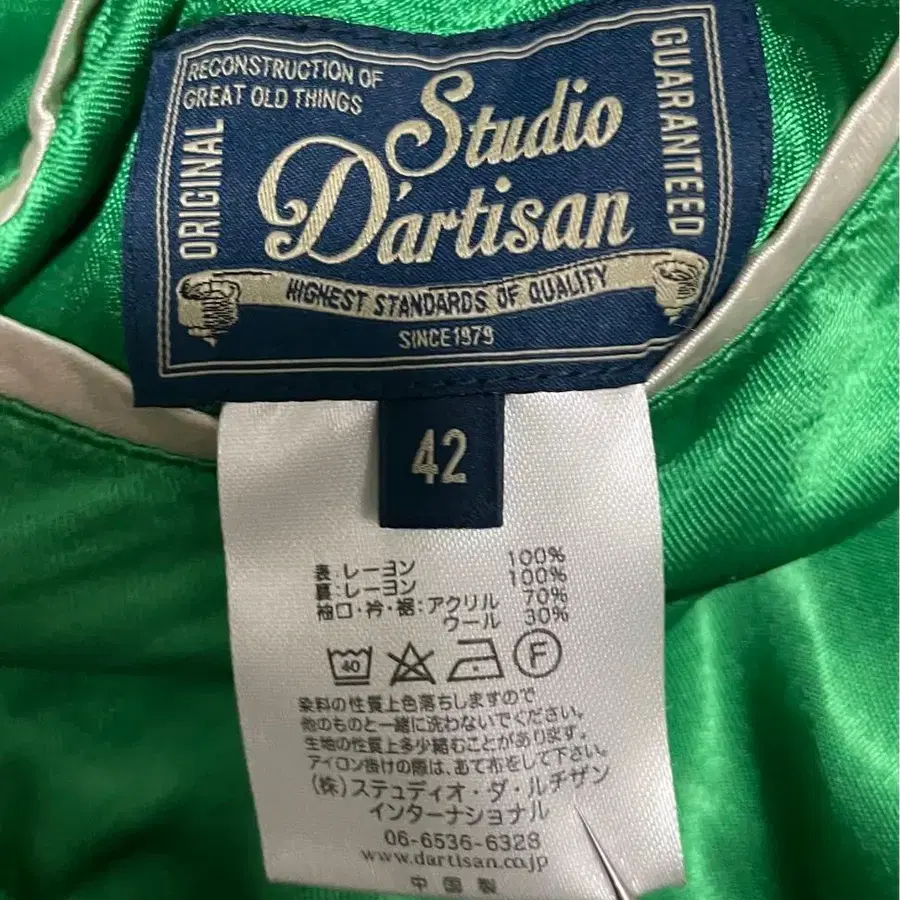 RECONSTRUCTION OF
GREAT OLD THINGS
ORIGINAL
Studio
D'artisan
GUARANTEED
HIGHEST STANDARDS OF QUALITY
SINCE1979
42
表:レーヨン 100%
裏:レーヨン 100%
袖口・衿・裾:アクリル 70%
ウール 30%
40
F
染料の性質上色落ちしますので
他のものと一緒に洗わないでください。
生地の性質上多少縮むことがあります。
アイロン掛けの際は、あて布をして下さい。
(株)ステュディオ・ダ・ルチザン
インターナショナル
06-6536-6328
www.dartisan.co.jp
中国製